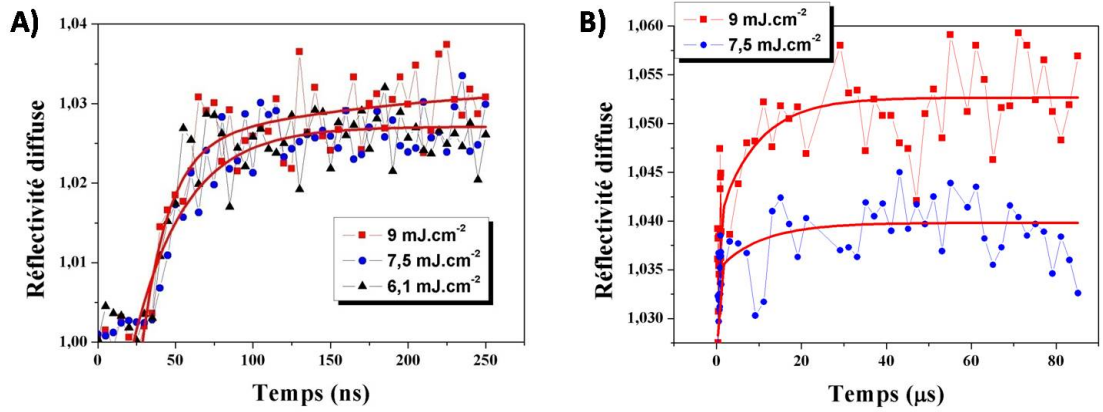 A)
Réflectivité diffuse
1,04
1,03
1,02
1,01
1,00
0
50
100
150
200
250
Temps (ns)
9 mJ.cm-2
7,5 mJ.cm-2
6,1 mJ.cm-2
B)
Réflectivité diffuse
1,060
1,055
1,050
1,045
1,040
1,035
1,030
0
20
40
60
80
Temps (µs)
9 mJ.cm-2
7,5 mJ.cm-2